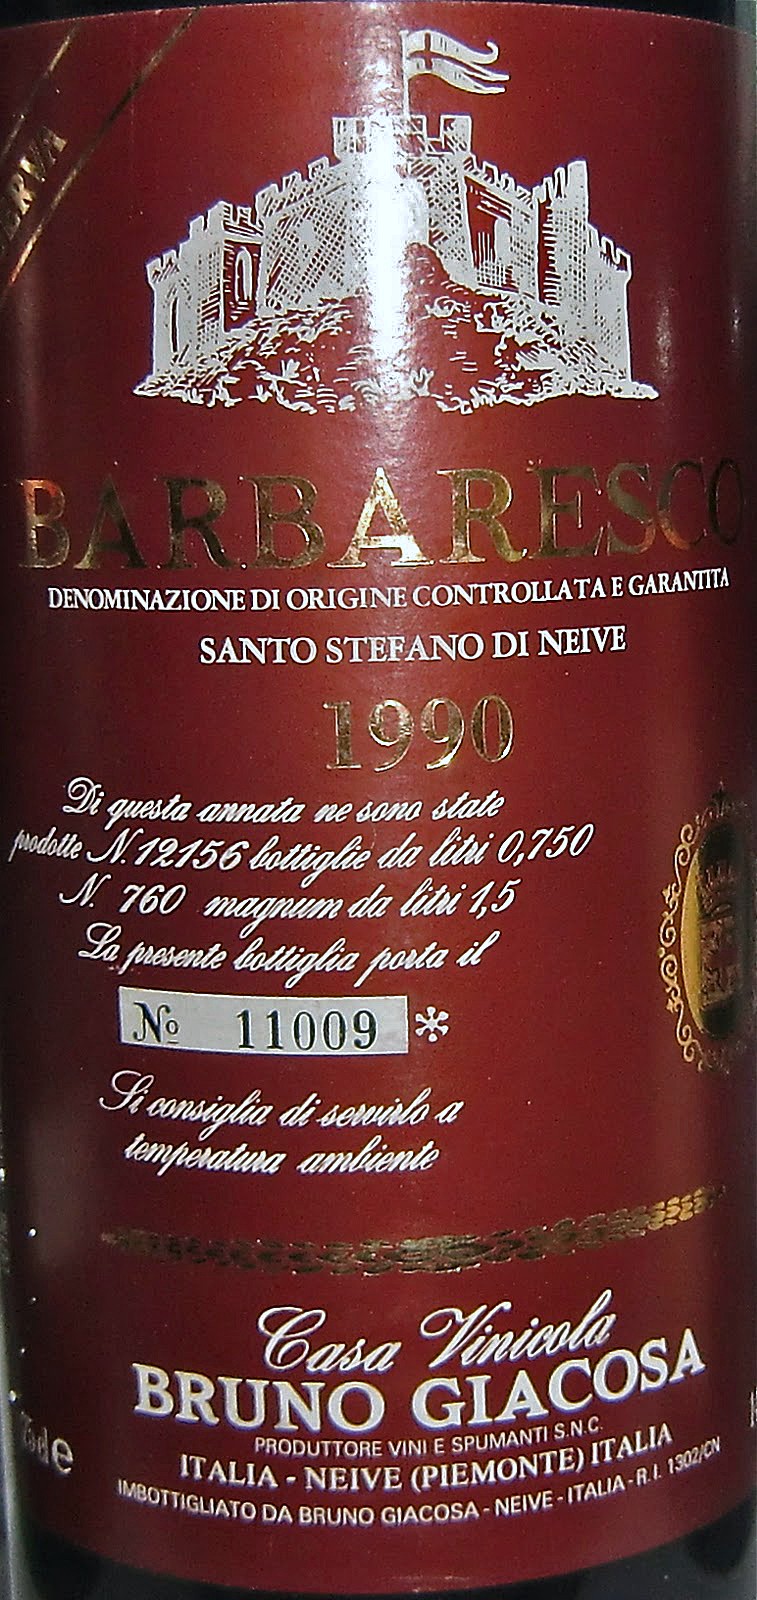 BARBARESCO
DENOMINAZIONE DI ORIGINE CONTROLLATA E GARANTITA
SANTO STEFANO DI NEIVE
1990
Di questa annata ne sono state
prodotte N. 12156 bottiglie da litri 0,750
N. 760 magnum da litri 1,5
La presente bottiglia porta il
Nº 11009 *
Si consiglia di servirlo a
temperatura ambiente
Casa Vinicola
BRUNO GIACOSA
PRODUTTORE VINI E SPUMANTI S.N.C.
ITALIA - NEIVE (PIEMONTE) ITALIA
IMBOTTIGLIATO DA BRUNO GIACOSA - NEIVE - ITALIA - R.I. 1302/CN